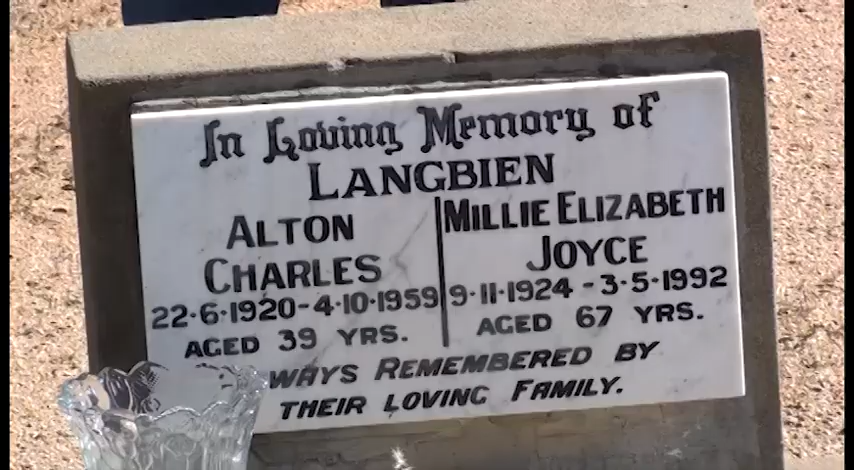 In Loving Memory of
LANGBIEN
ALTON
CHARLES
22·6·1920-4·10·1959
AGED 39 YRS.
MILLIE ELIZABETH
JOYCE
9·11·1924-3·5·1992
AGED 67 YRS.
REMEMBERED BY
THEIR LOVING FAMILY.